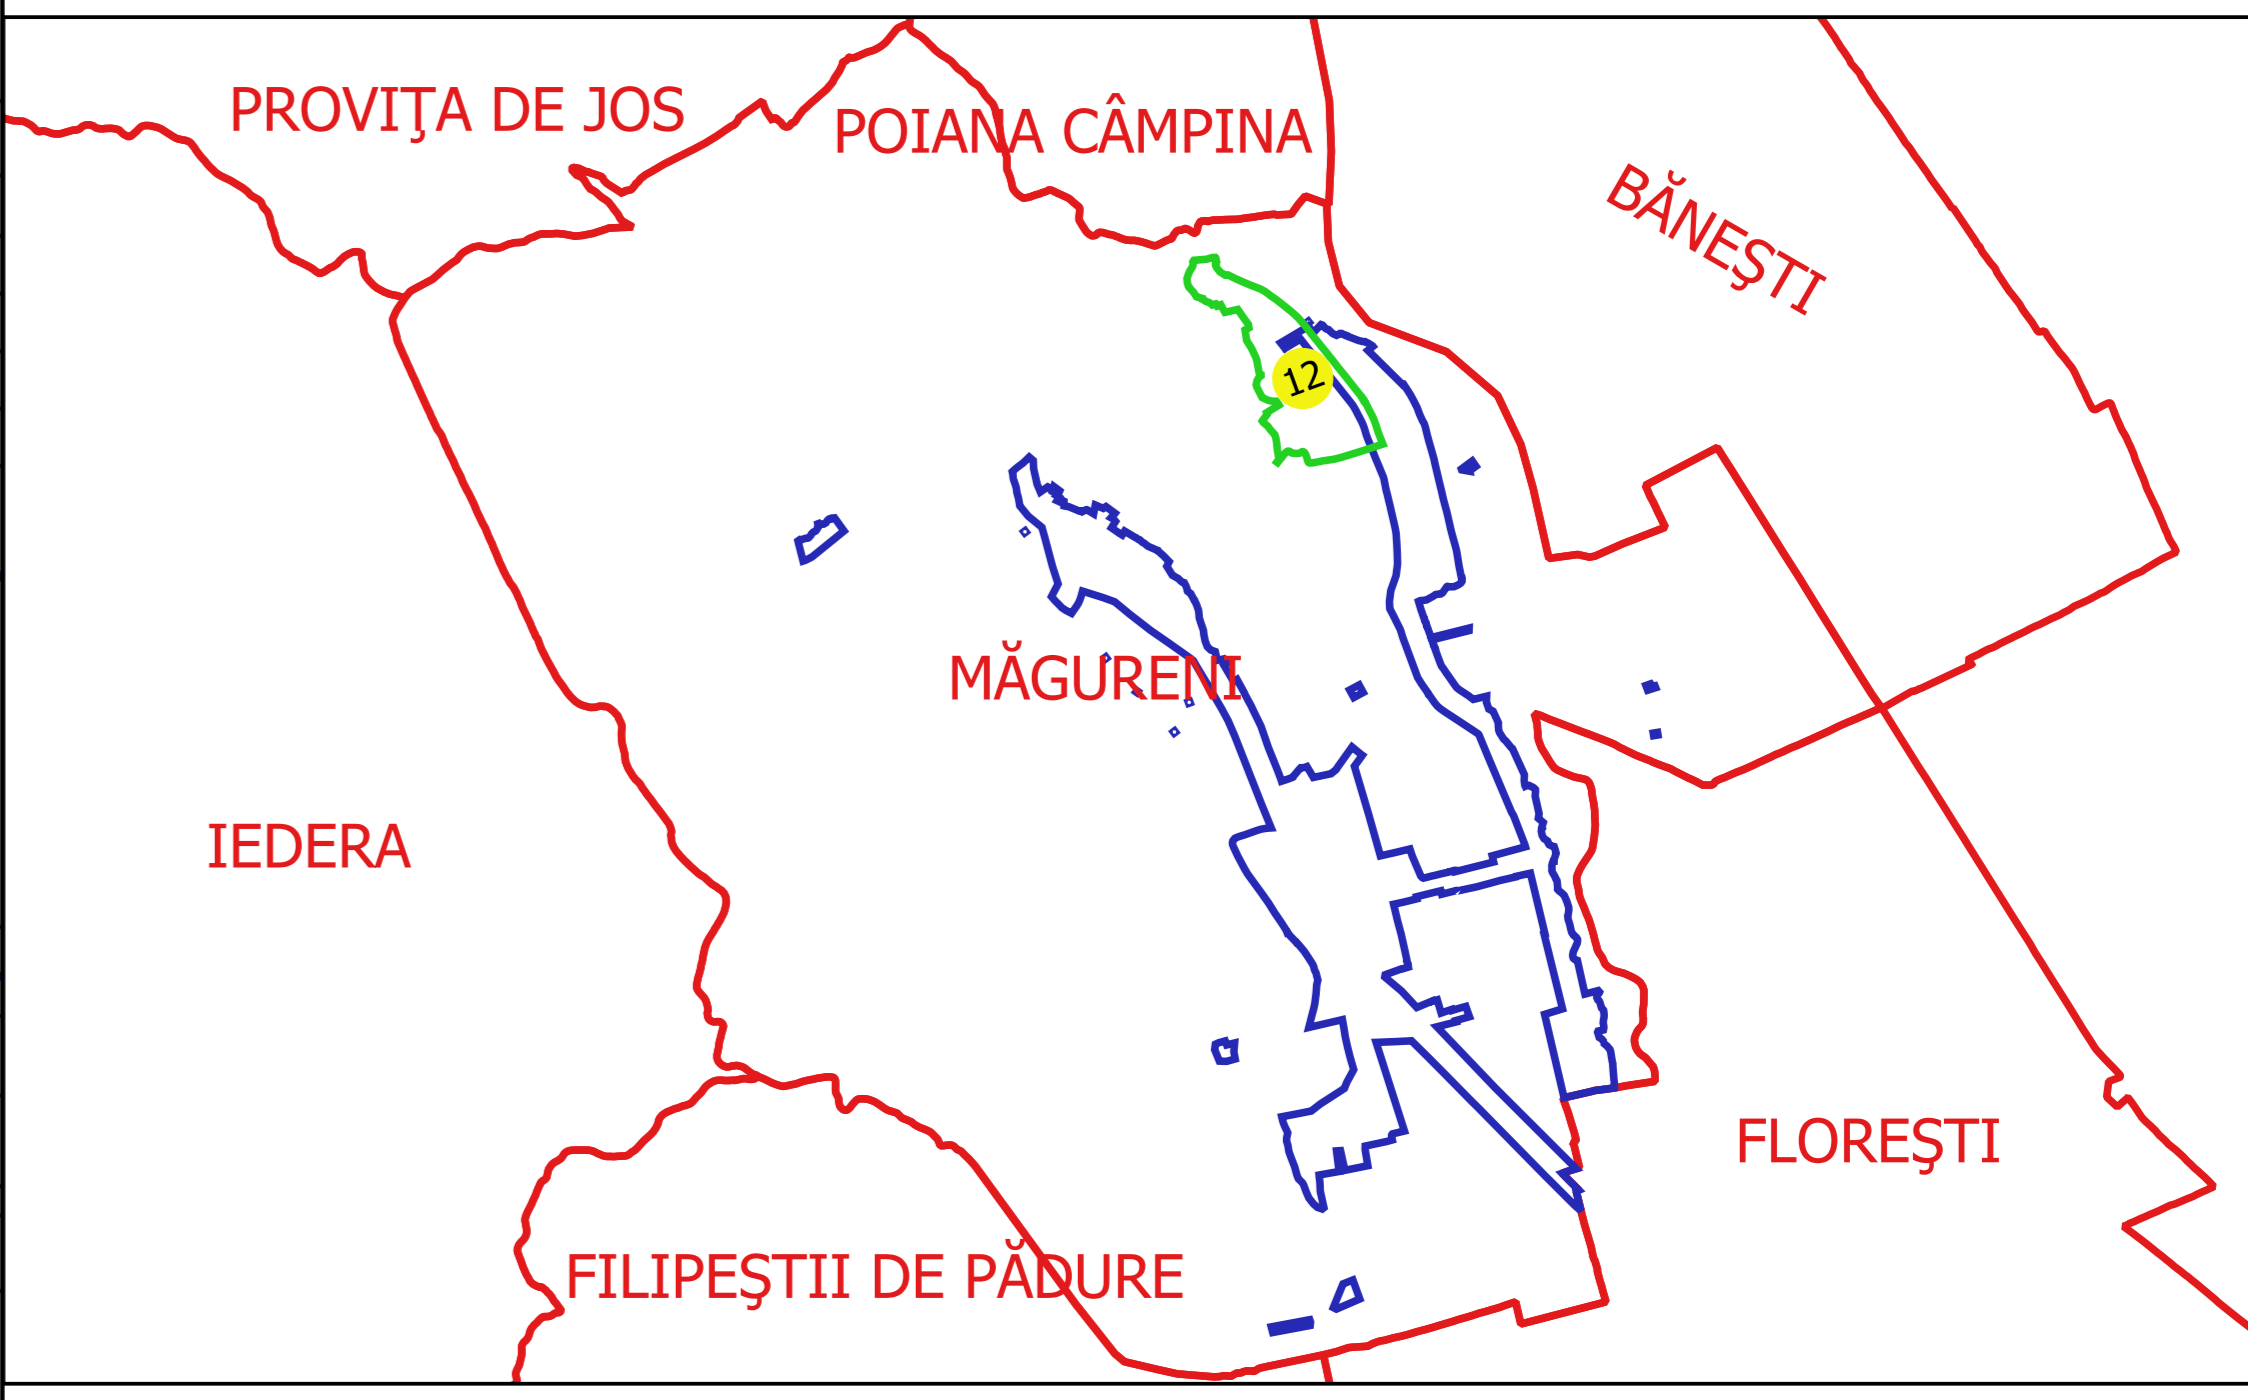 PROVIŢA DE JOS
POIANA CÂMPINA
BĂNEŞTI
12
MĂGURENI
IEDERA
FLOREŞTI
FILIPEŞTII DE PĂDURE